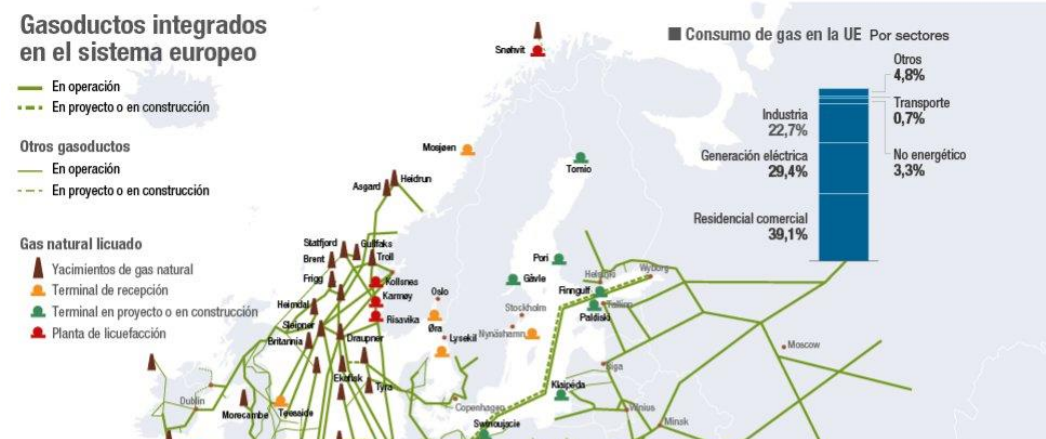 Gasoductos integrados
en el sistema europeo
En operación
En proyecto o en construcción
Otros gasoductos
En operación
En proyecto o en construcción
Gas natural licuado
Yacimientos de gas natural
Terminal de recepción
Terminal en proyecto o en construcción
Planta de licuefacción
Consumo de gas en la UE Por sectores
Otros
4,8%
Transporte
0,7%
Industria
22,7%
Generación eléctrica
29,4%
No energético
3,3%
Residencial comercial
39,1%
Snøhvit
Mosjøen
Tornio
Heidrun
Asgard
Statfjord
Gullfaks
Brent
Troll
Frigg
Kollsnes
Karmøy
Heimdal
Risavika
Sleipner
Britannia
Draupner
Ekofisk
Tyra
Oslo
Øra
Lysekil
Stockholm
Nynäshamn
Gävle
Pori
Helsinki
Wyborg
Finngulf
Tallinn
Paldiski
Moscow
Riga
Klaipéda
Vilnius
Minsk
Copenhagen
Swinoujscie
Dublin
Morecambe
Teesside